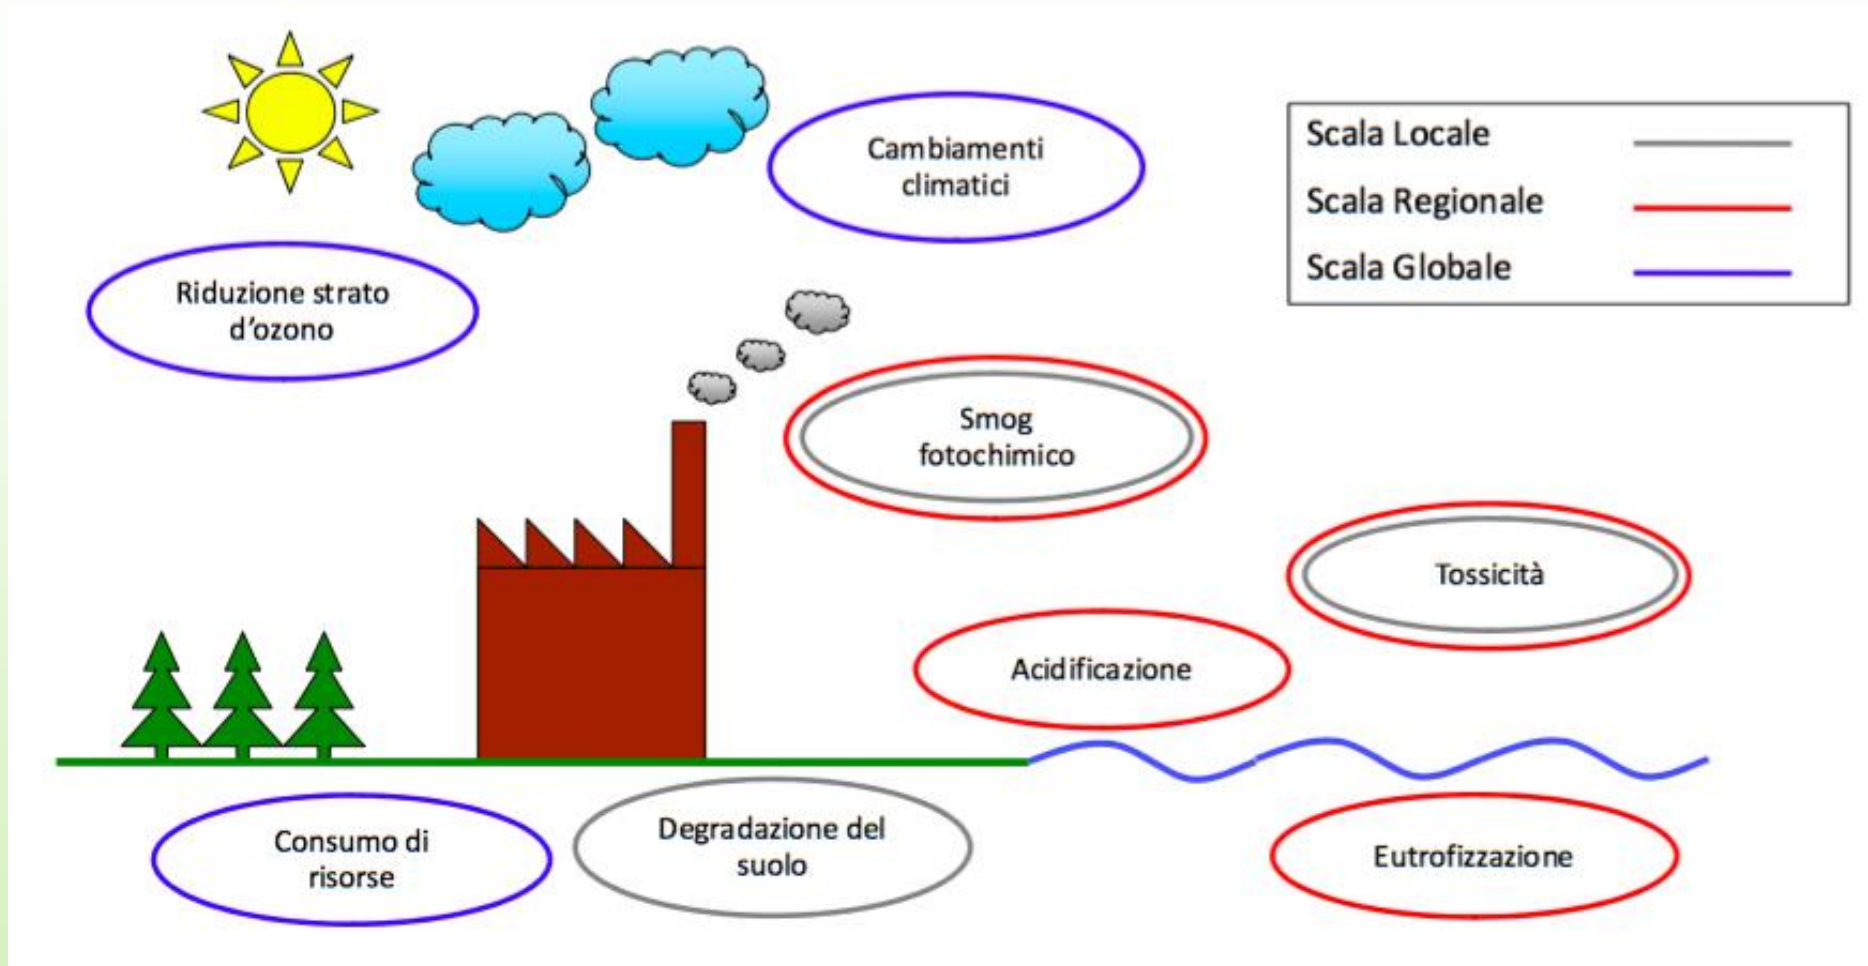 Cambiamenti
climatici
Scala Locale
Scala Regionale
Scala Globale
Riduzione strato
d’ozono
Smog
fotochimico
Tossicità
Acidificazione
Consumo di
risorse
Degradazione del
suolo
Eutrofizzazione